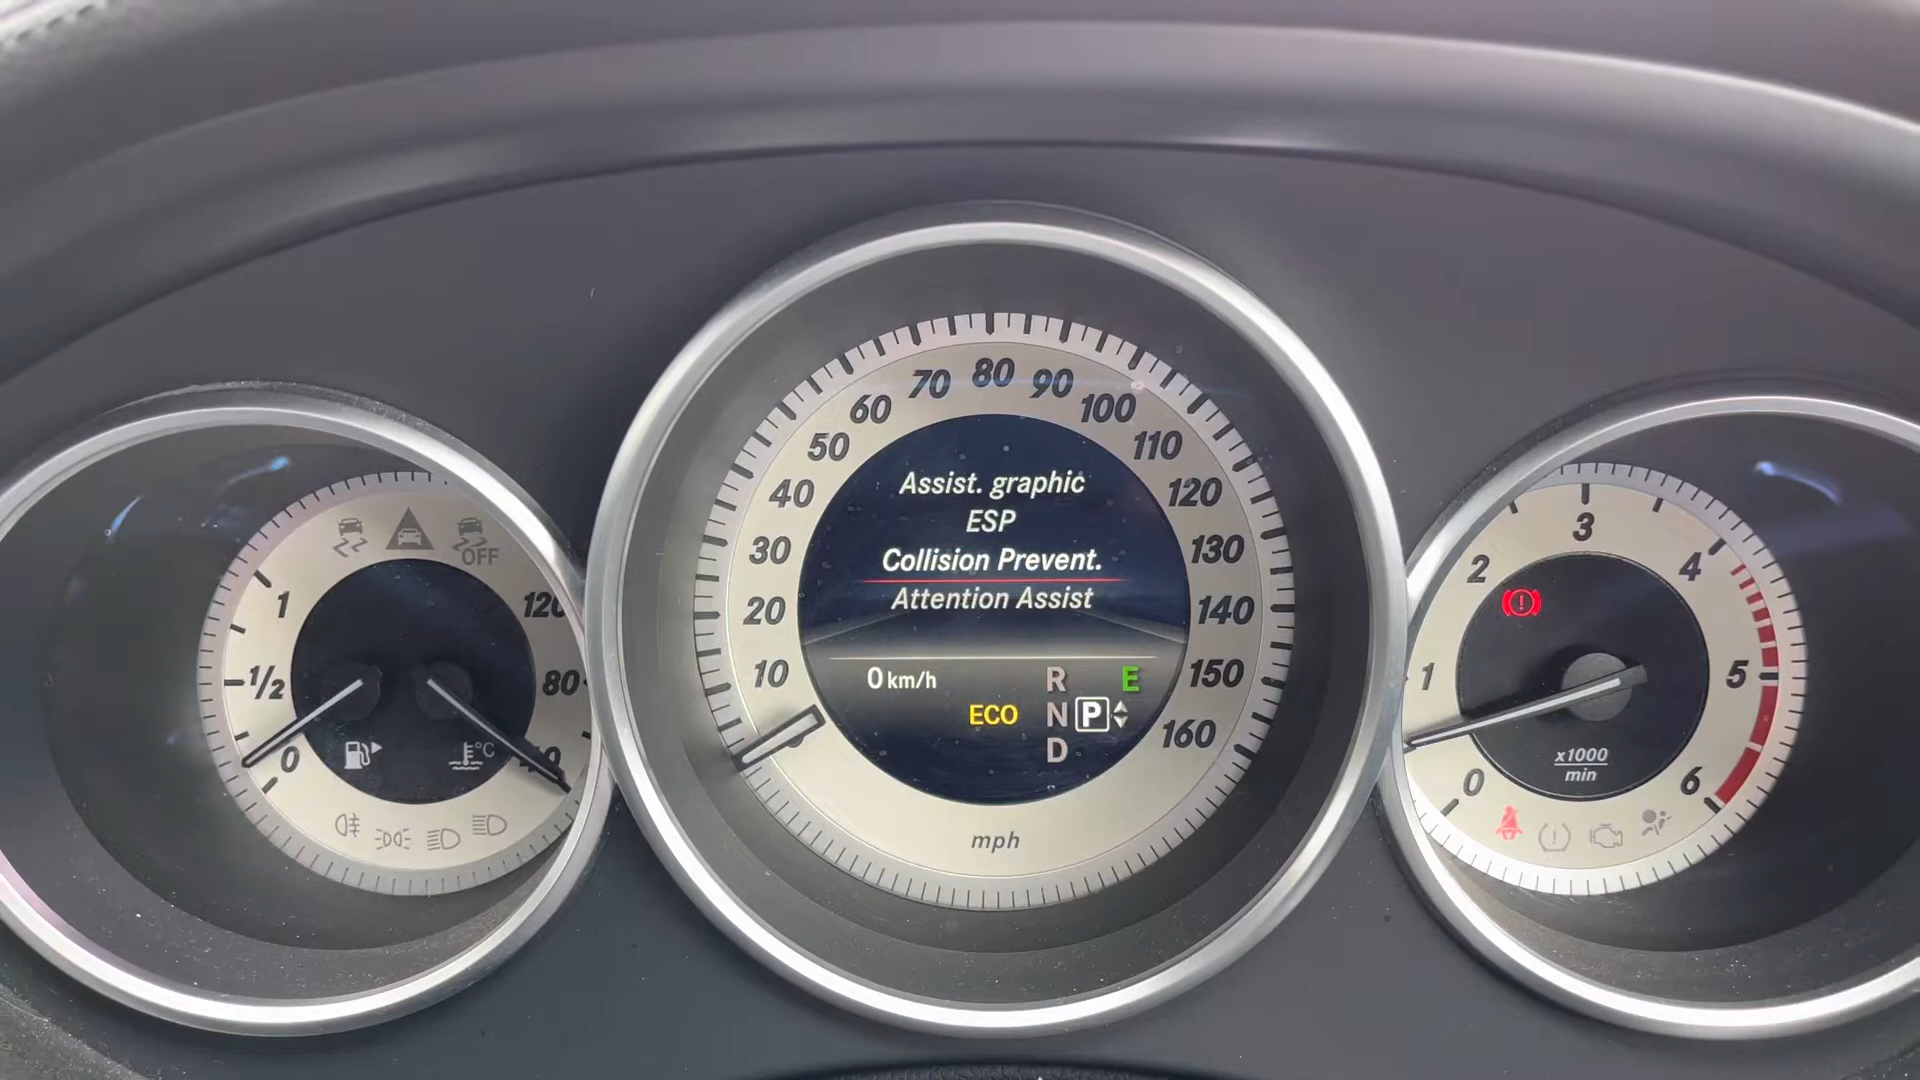 OFF
1
1/2
0
120
80
40
°C
70 80 90
60 100
50 110
40 120
30 130
20 140
10 150
160
Assist. graphic
ESP
Collision Prevent.
Attention Assist
0 km/h
R E
ECO N P
D
mph
3
2 4
1 5
0 6
x1000
min